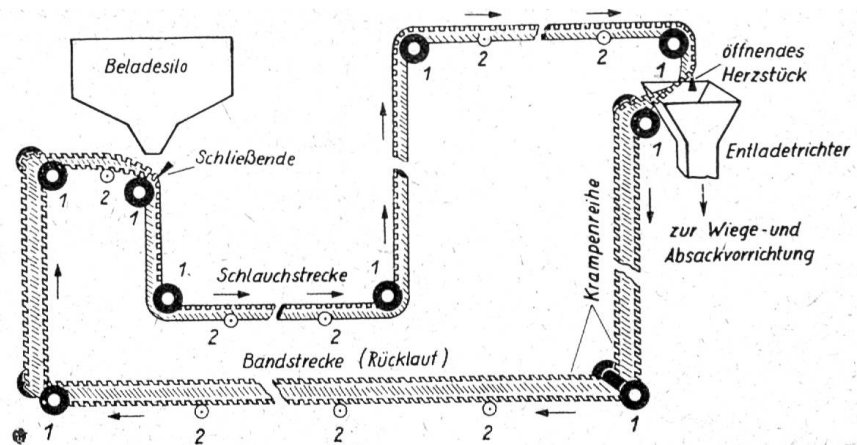 Beladesilo
1
2
2
1
öffnendes
Herzstück
1
Entladetrichter
Schließende
1
2
1
zur Wiege- und
Absackvorrichtung
Krampenreihe
1
Schlauchstrecke
1
2
2
Bandstrecke (Rücklauf)
1
2
2
2
1